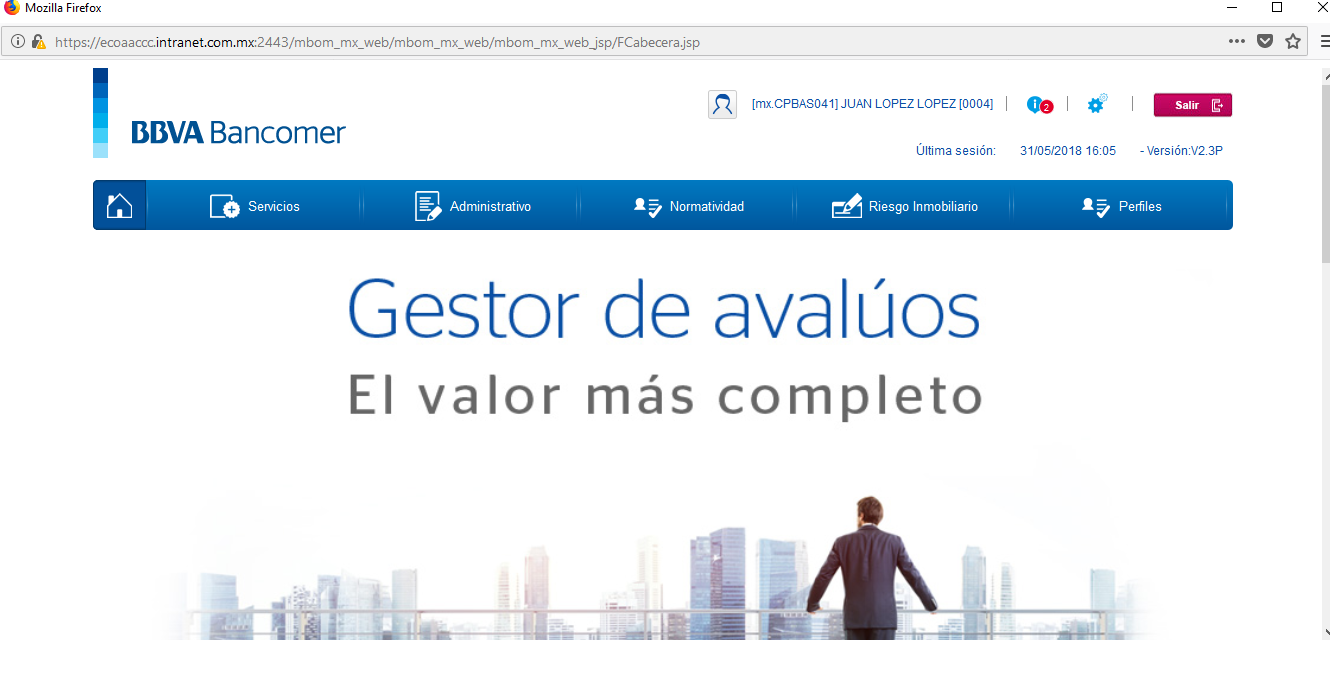 Mozilla Firefox
https://ecoaaccc.intranet.com.mx:2443/mbom_mx_web/mbom_mx_web/mbom_mx_web_jsp/FCabecera.jsp
[mx.CPBAS041] JUAN LOPEZ LOPEZ [0004]
2
Salir
BBVA Bancomer
Última sesión: 31/05/2018 16:05 - Versión:V2.3P
Servicios Administrativo Normatividad Riesgo Inmobiliario Perfiles
Gestor de avalúos
El valor más completo